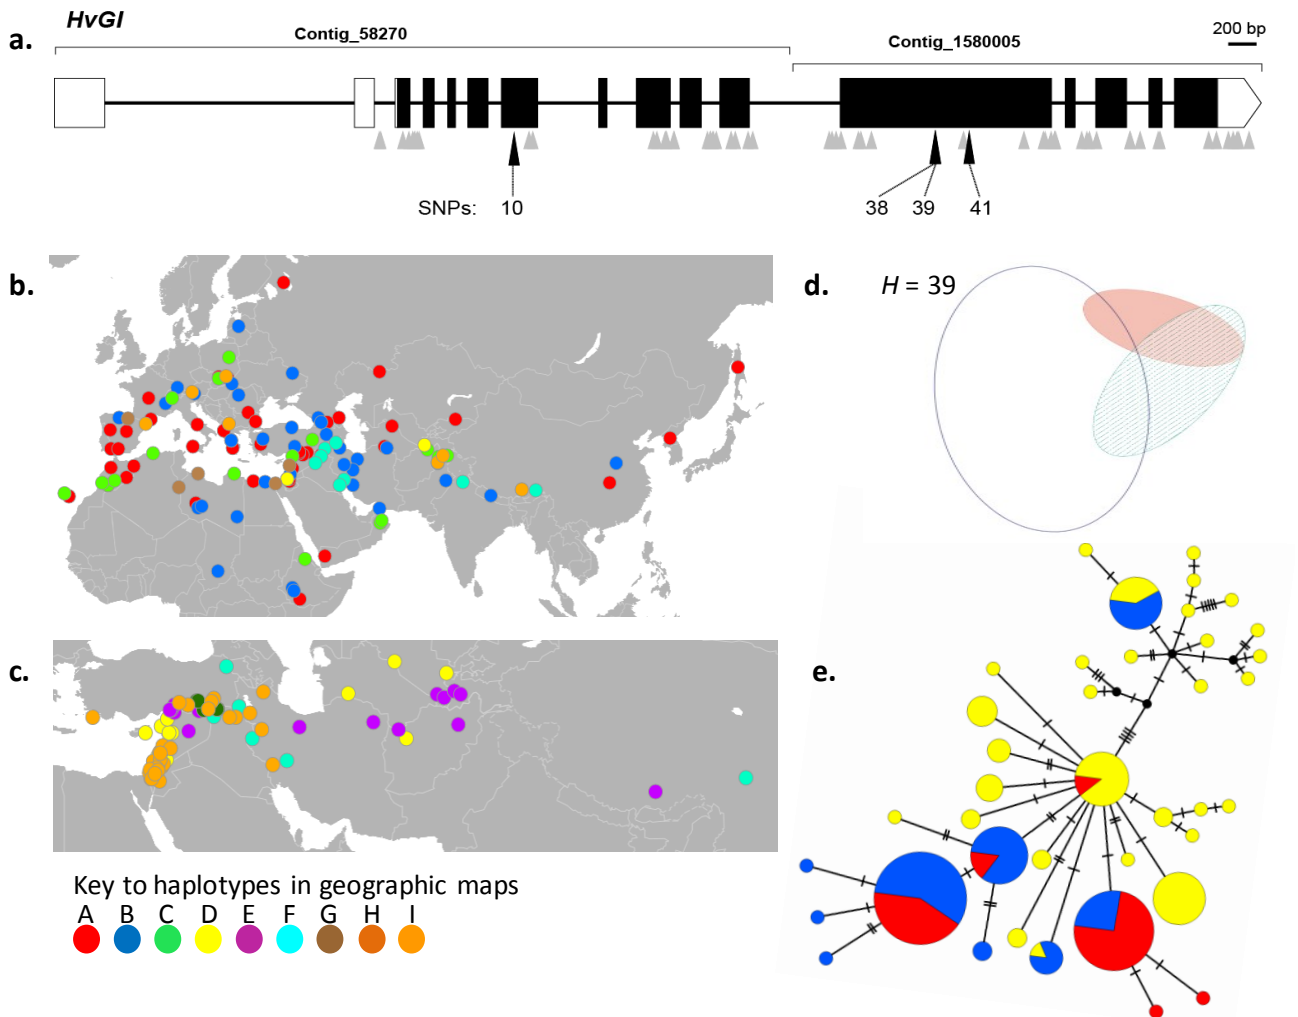 HvGI
a.
Contig_58270
Contig_1580005
200 bp
SNPs: 10
38 39 41
b.
d.
H = 39
c.
e.
Key to haplotypes in geographic maps
A B C D E F G H I